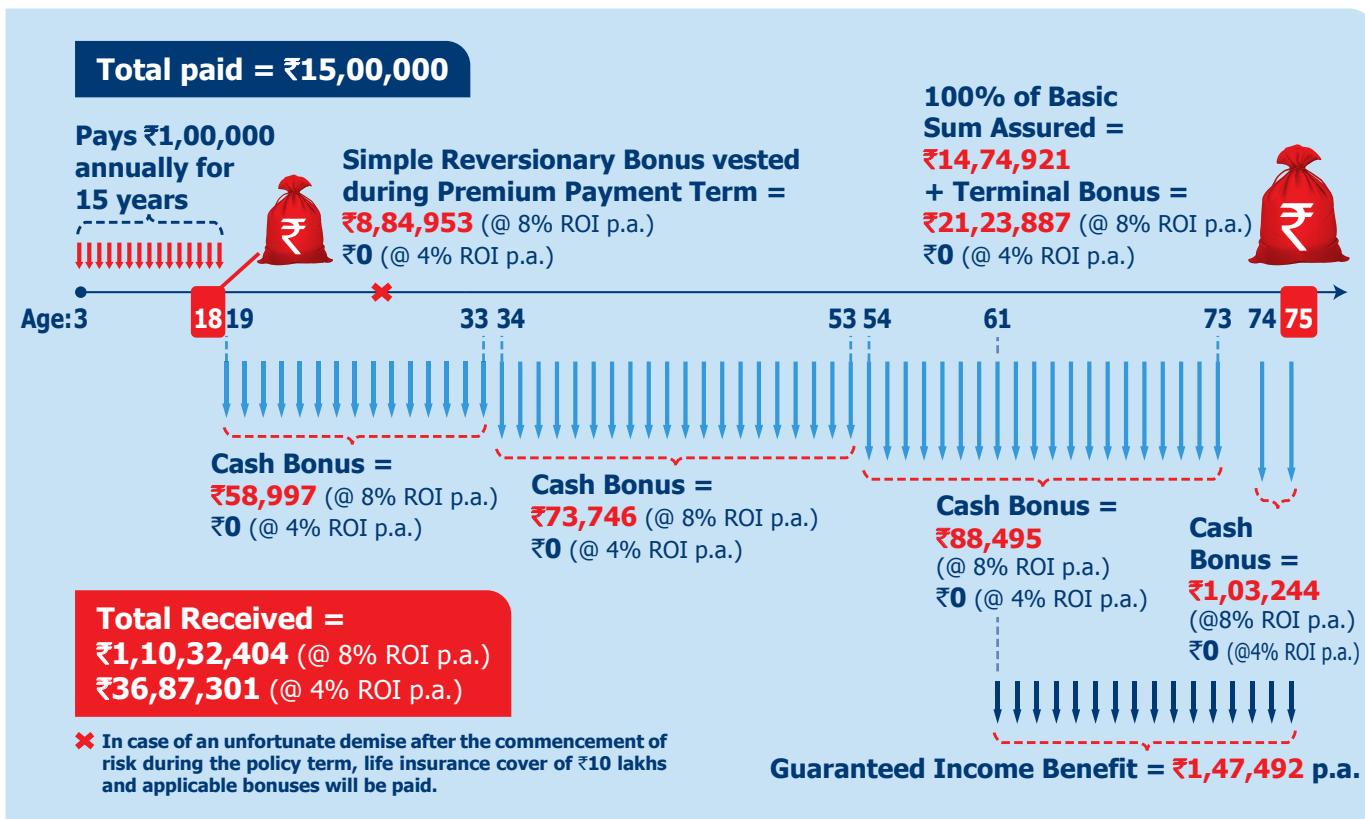 Total paid = ₹15,00,000
Pays ₹1,00,000
annually for
15 years
₹
Simple Reversionary Bonus vested
during Premium Payment Term =
₹8,84,953 (@ 8% ROI p.a.)
₹0 (@ 4% ROI p.a.)
100% of Basic
Sum Assured =
₹14,74,921
+ Terminal Bonus =
₹21,23,887 (@ 8% ROI p.a.)
₹0 (@ 4% ROI p.a.)
₹
Age:3 18 19 33 34 53 54 61 73 74 75
Cash Bonus =
₹58,997 (@ 8% ROI p.a.)
₹0 (@ 4% ROI p.a.)
Cash Bonus =
₹73,746 (@ 8% ROI p.a.)
₹0 (@ 4% ROI p.a.)
Cash Bonus =
₹88,495
(@ 8% ROI p.a.)
₹0 (@ 4% ROI p.a.)
Cash
Bonus =
₹1,03,244
(@8% ROI p.a.)
₹0 (@4% ROI p.a.)
Total Received =
₹1,10,32,404 (@ 8% ROI p.a.)
₹36,87,301 (@ 4% ROI p.a.)
In case of an unfortunate demise after the commencement of
risk during the policy term, life insurance cover of ₹10 lakhs
and applicable bonuses will be paid.
Guaranteed Income Benefit = ₹1,47,492 p.a.